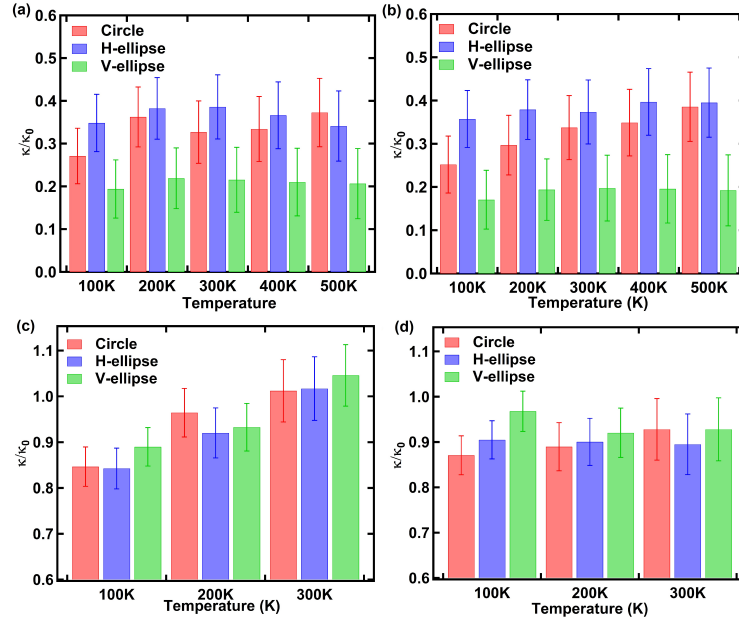 (a)
0.6
0.5
0.4
0.3
0.2
0.1
0.0
κ/κ0
Circle
H-ellipse
V-ellipse
100K 200K 300K 400K 500K
Temperature
(b)
0.6
0.5
0.4
0.3
0.2
0.1
0.0
κ/κ0
Circle
H-ellipse
V-ellipse
100K 200K 300K 400K 500K
Temperature (K)
(c)
1.1
1.0
0.9
0.8
0.7
0.6
κ/κ0
Circle
H-ellipse
V-ellipse
100K 200K 300K
Temperature (K)
(d)
1.1
1.0
0.9
0.8
0.7
0.6
κ/κ0
Circle
H-ellipse
V-ellipse
100K 200K 300K
Temperature (K)